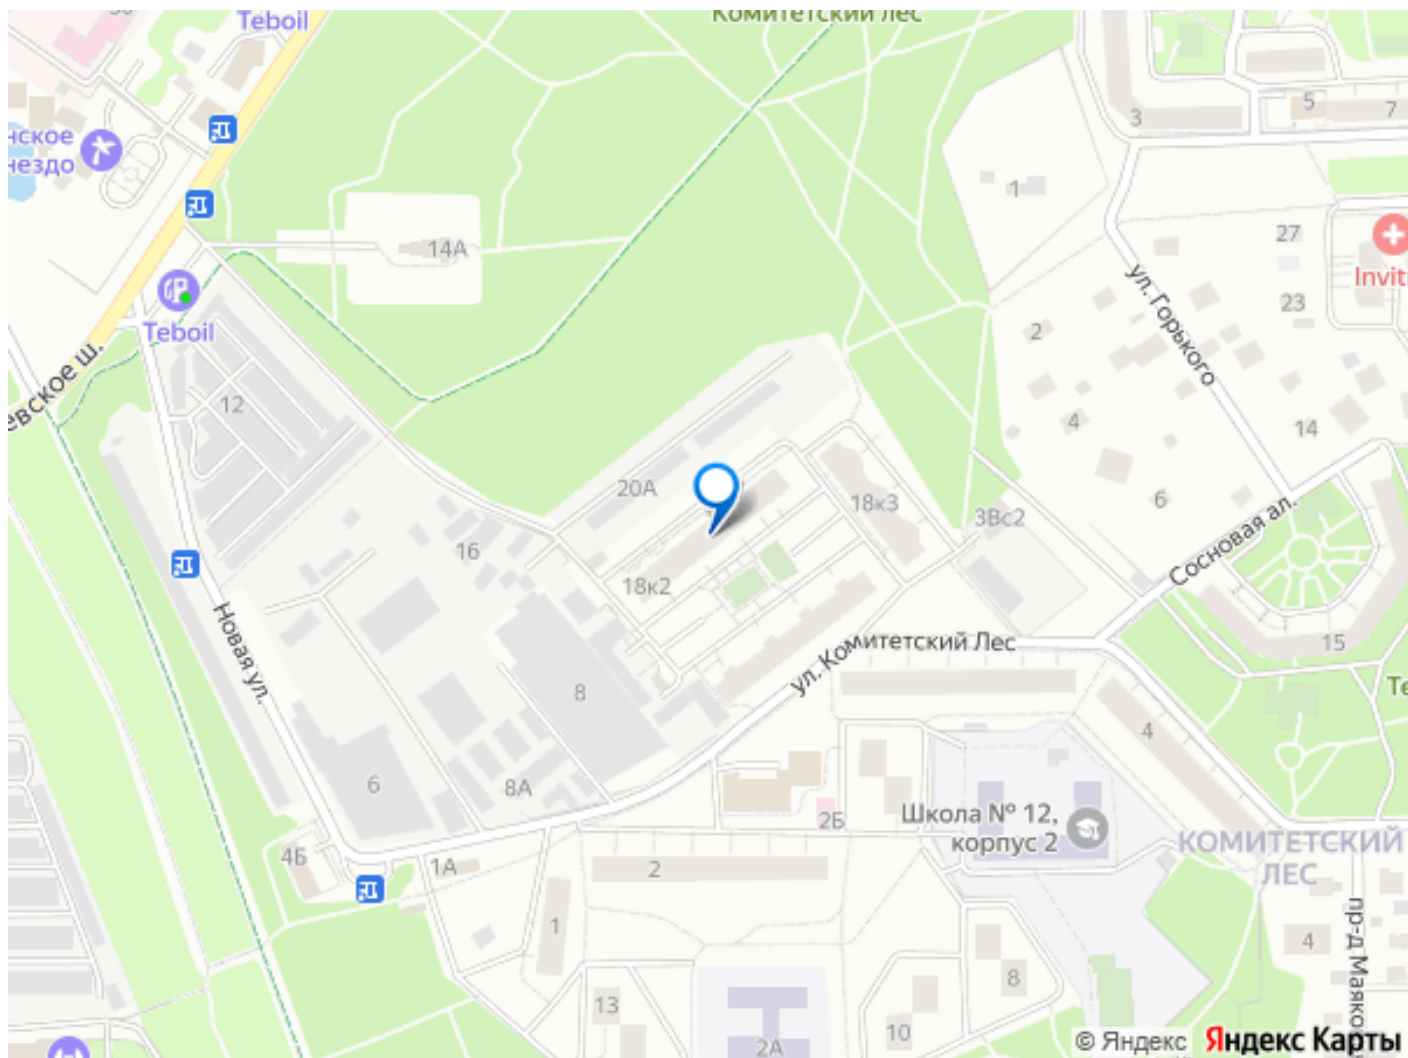 Teboil
Комитетский лес
3
5
7
нское
нездо
1
14А
27
Invit
23
ул. Горького
Teboil
евское ш.
2
12
4
14
20А
18к3
6
3Вс2
16
18к2
Сосновая ал.
Новая ул.
ул. Комитетский Лес
15
8
Те
4
6
8А
2Б
Школа № 12,
корпус 2
КОМИТЕТСКИЙ
ЛЕС
4Б
1А
2
1
4
пр-д Маяко
8
13
10
2А
© Яндекс Яндекс Карты